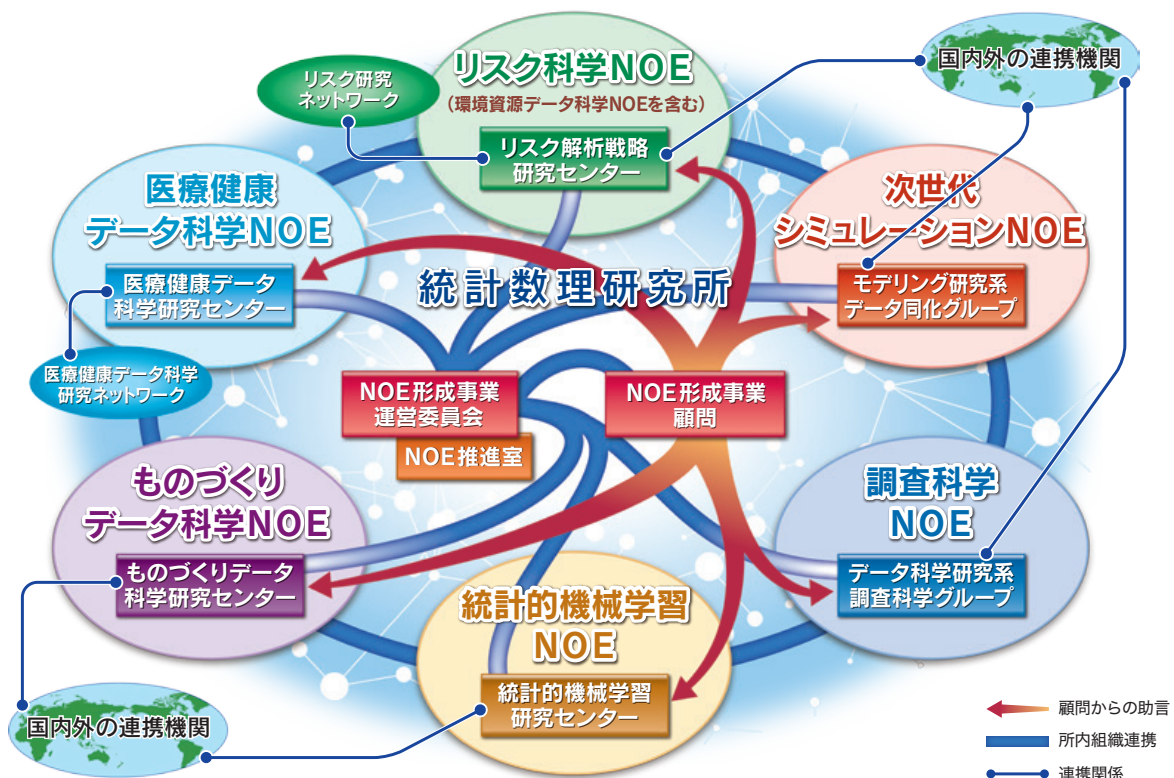 リスク科学NOE
(環境資源データ科学NOEを含む)
リスク研究
ネットワーク
リスク解析戦略
研究センター
国内外の連携機関
医療健康
データ科学NOE
医療健康データ
科学研究センター
医療健康データ科学
研究ネットワーク
次世代
シミュレーションNOE
モデリング研究系
データ同化グループ
統計数理研究所
NOE形成事業
運営委員会
NOE推進室
NOE形成事業
顧問
ものづくり
データ科学NOE
ものづくりデータ
科学研究センター
調査科学
NOE
データ科学研究系
調査科学グループ
統計的機械学習
NOE
統計的機械学習
研究センター
国内外の連携機関
顧問からの助言
所内組織連携
連携関係